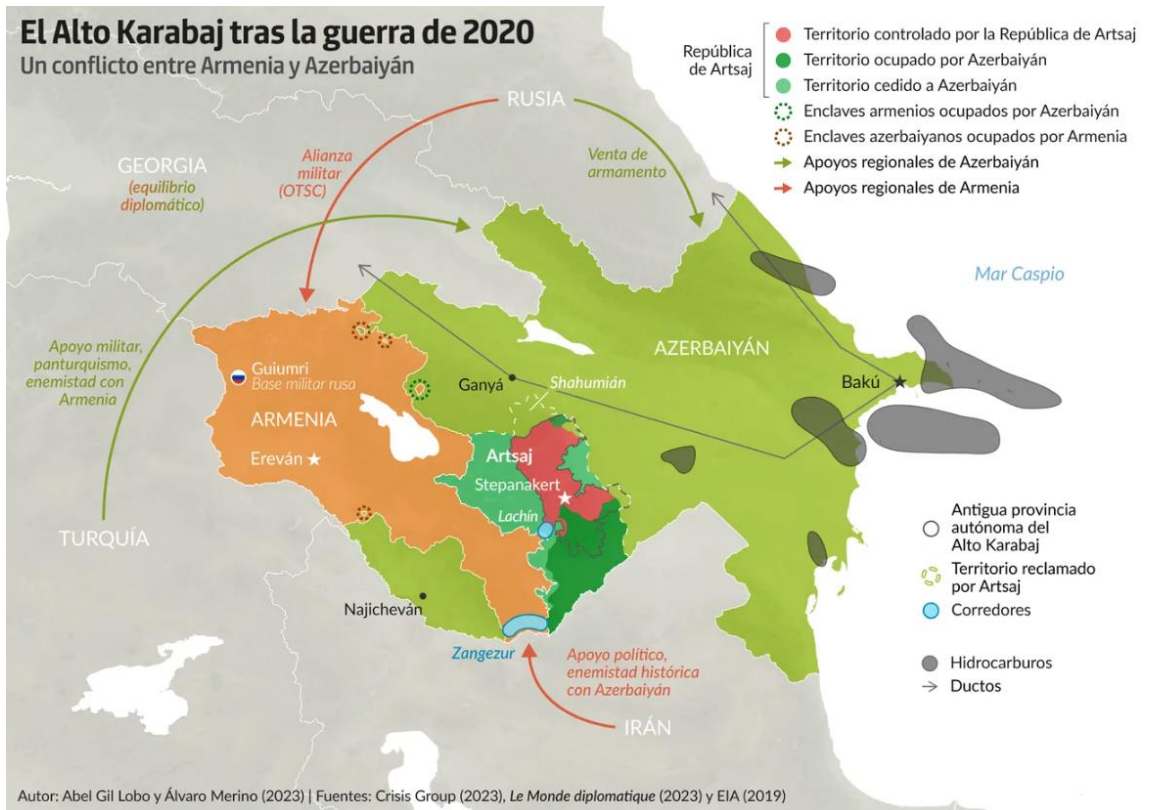 El Alto Karabaj tras la guerra de 2020
Un conflicto entre Armenia y Azerbaiyán
República
de Artsaj
Territorio controlado por la República de Artsaj
Territorio ocupado por Azerbaiyán
Territorio cedido a Azerbaiyán
Enclaves armenios ocupados por Azerbaiyán
Enclaves azerbaiyanos ocupados por Armenia
Apoyos regionales de Azerbaiyán
Apoyos regionales de Armenia
RUSIA
GEORGIA
(equilibrio
diplomático)
Alianza
militar
(OTSC)
Venta de
armamento
Mar Caspio
Apoyo militar,
panturquismo,
enemistad con
Armenia
Guiumri
Base militar rusa
ARMENIA
Ereván
Ganyá
Shahumián
AZERBAIYÁN
Bakú
Artsaj
Stepanakert
Lachín
TURQUÍA
Najicheván
Zangezur
Apoyo político,
enemistad histórica
con Azerbaiyán
IRÁN
Antigua provincia
autónoma del
Alto Karabaj
Territorio reclamado
por Artsaj
Corredores
Hidrocarburos
Ductos
Autor: Abel Gil Lobo y Álvaro Merino (2023) | Fuentes: Crisis Group (2023), Le Monde diplomatique (2023) y EIA (2019)